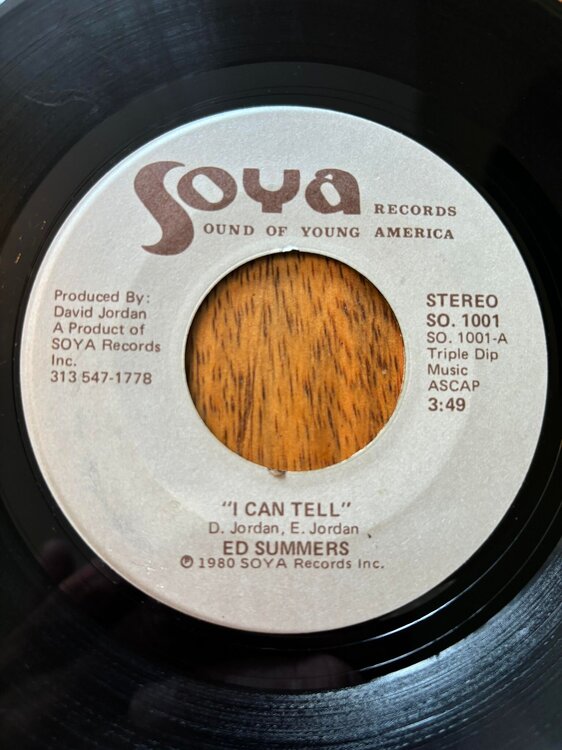 Soya RECORDS
OUND OF YOUNG AMERICA
Produced By:
David Jordan
A Product of
SOYA Records
Inc.
313 547-1778
STEREO
SO. 1001
SO. 1001-A
Triple Dip
Music
ASCAP
3:49
"I CAN TELL"
D. Jordan, E. Jordan
ED SUMMERS
℗ 1980 SOYA Records Inc.